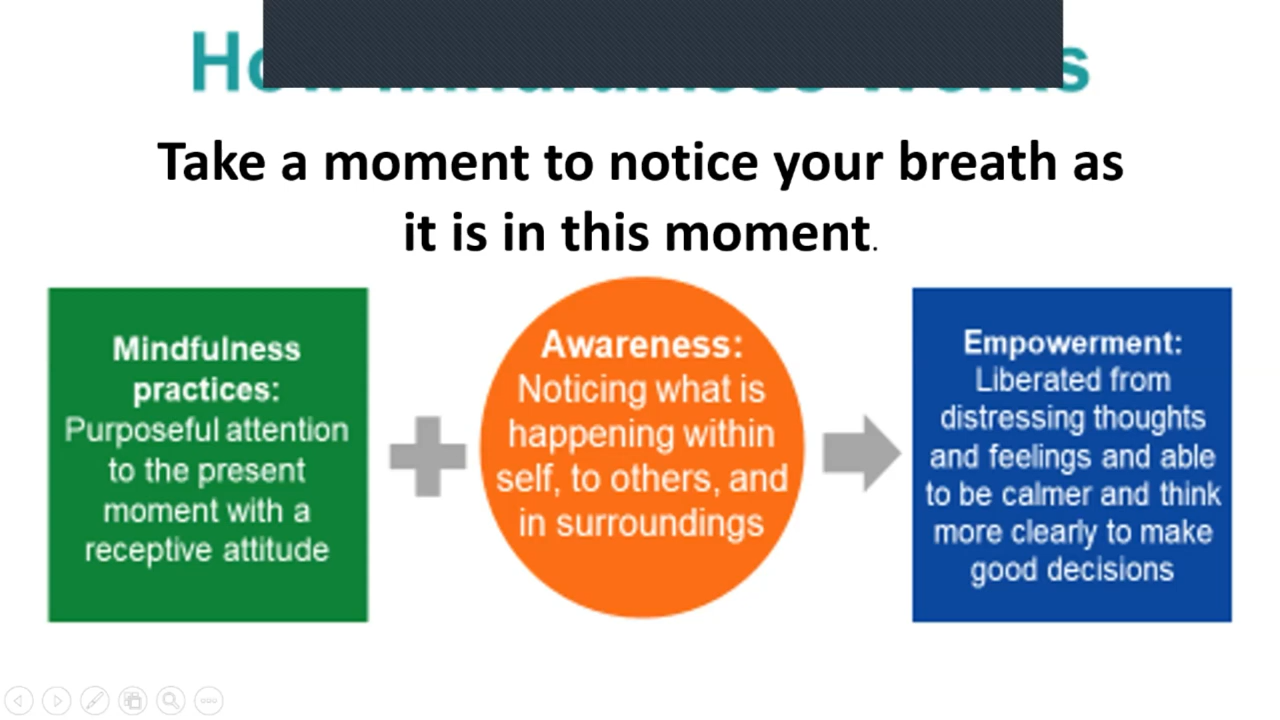 Take a moment to notice your breath as
it is in this moment.
Mindfulness
practices:
Purposeful attention
to the present
moment with a
receptive attitude
Awareness:
Noticing what is
happening within
self, to others, and
in surroundings
Empowerment:
Liberated from
distressing thoughts
and feelings and able
to be calmer and think
more clearly to make
good decisions